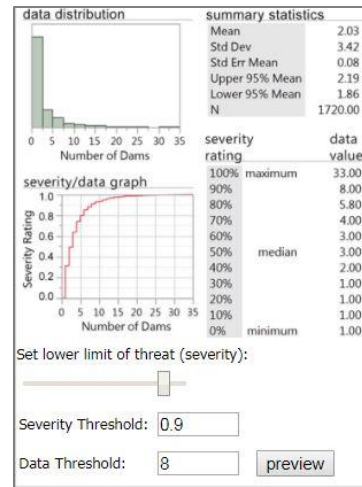 data distribution
0 5 10 15 20 25 30 35
Number of Dams
summary statistics
Mean 2.03
Std Dev 3.42
Std Err Mean 0.08
Upper 95% Mean 2.19
Lower 95% Mean 1.86
N 1720.00
severity/data graph
Severity Rating
1.0
0.8
0.6
0.4
0.2
0.0
0 5 10 15 20 25 30 35
Number of Dams
severity data
rating value
100% maximum 33.00
90% 8.00
80% 5.80
70% 4.00
60% 3.00
50% median 3.00
40% 2.00
30% 1.00
20% 1.00
10% 1.00
0% minimum 1.00
Set lower limit of threat (severity):
Severity Threshold: 0.9
Data Threshold: 8 preview